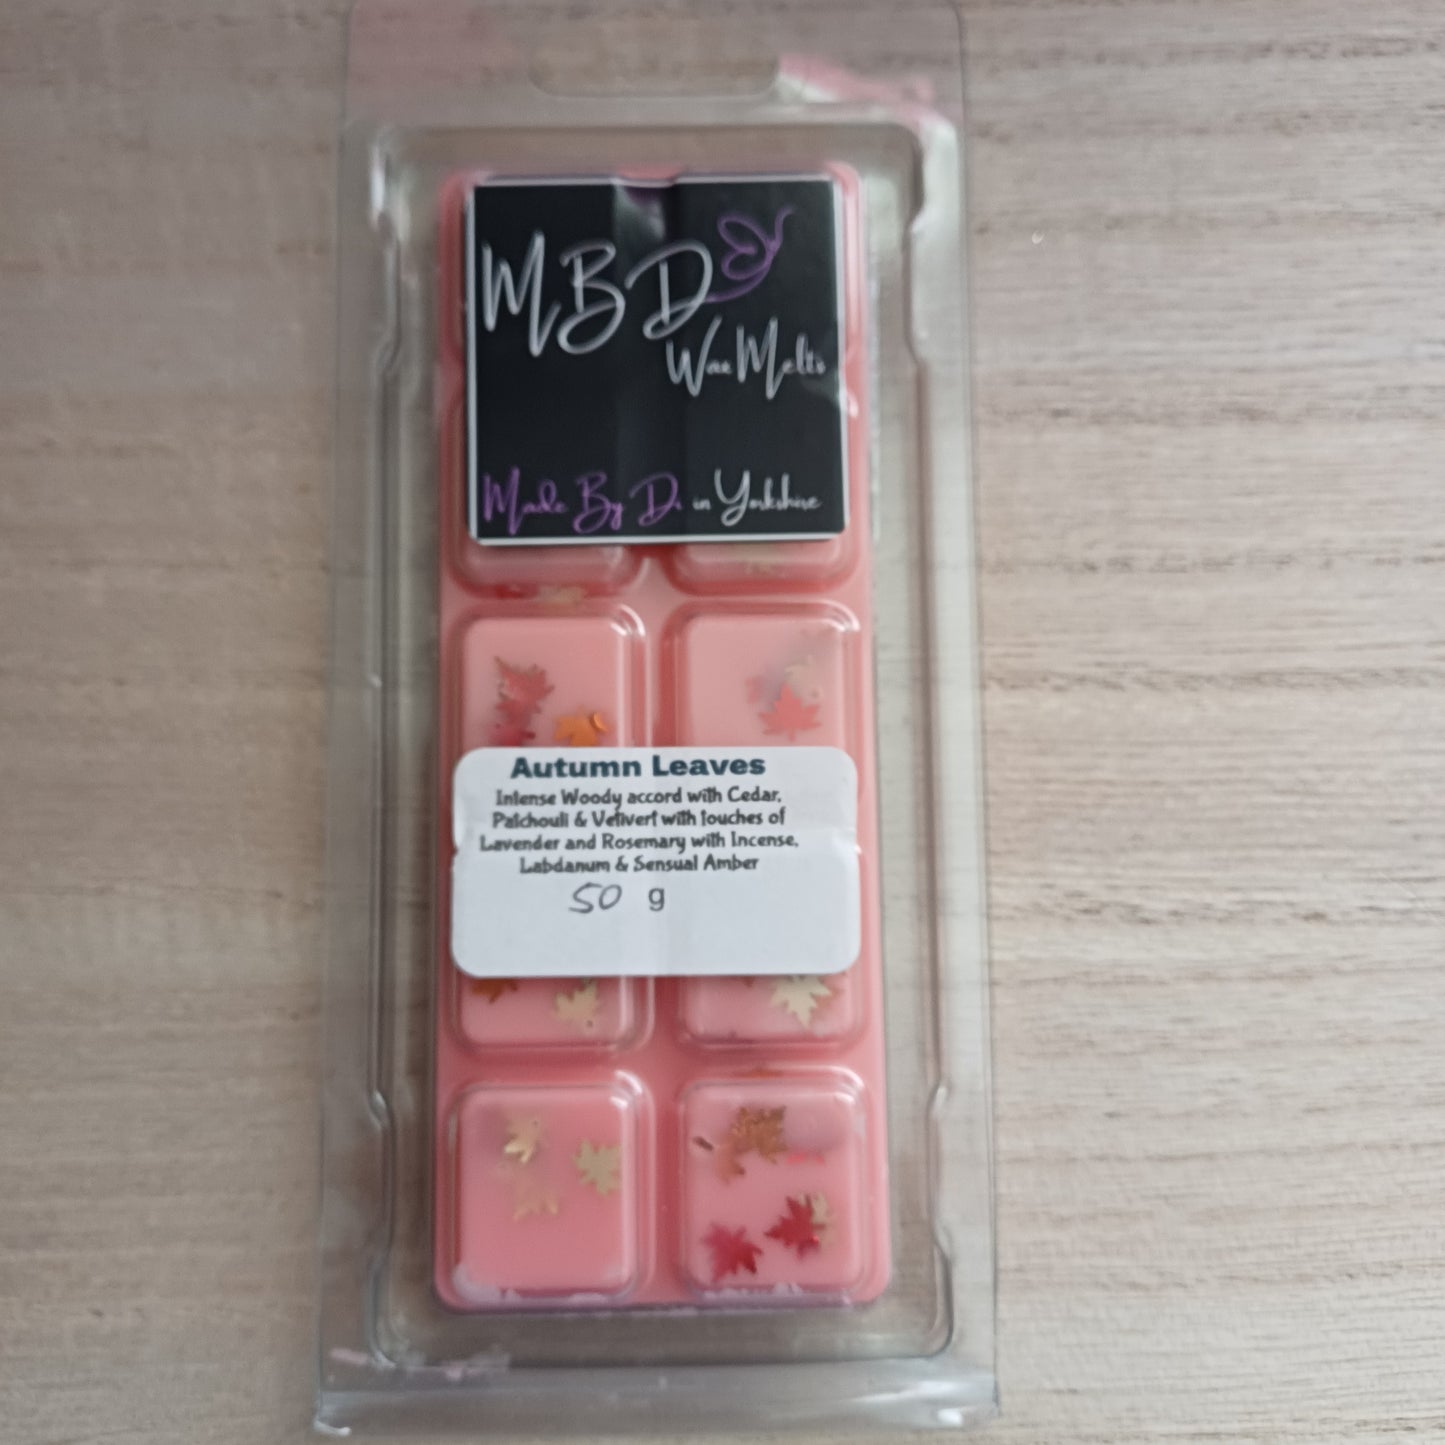 MBD
Wax Melts
Made By Di in Yorkshire
Autumn Leaves
Intense Woody accord with Cedar,
Patchouli & Vetivert with touches of
Lavender and Rosemary with Incense,
Labdanum & Sensual Amber
50 g